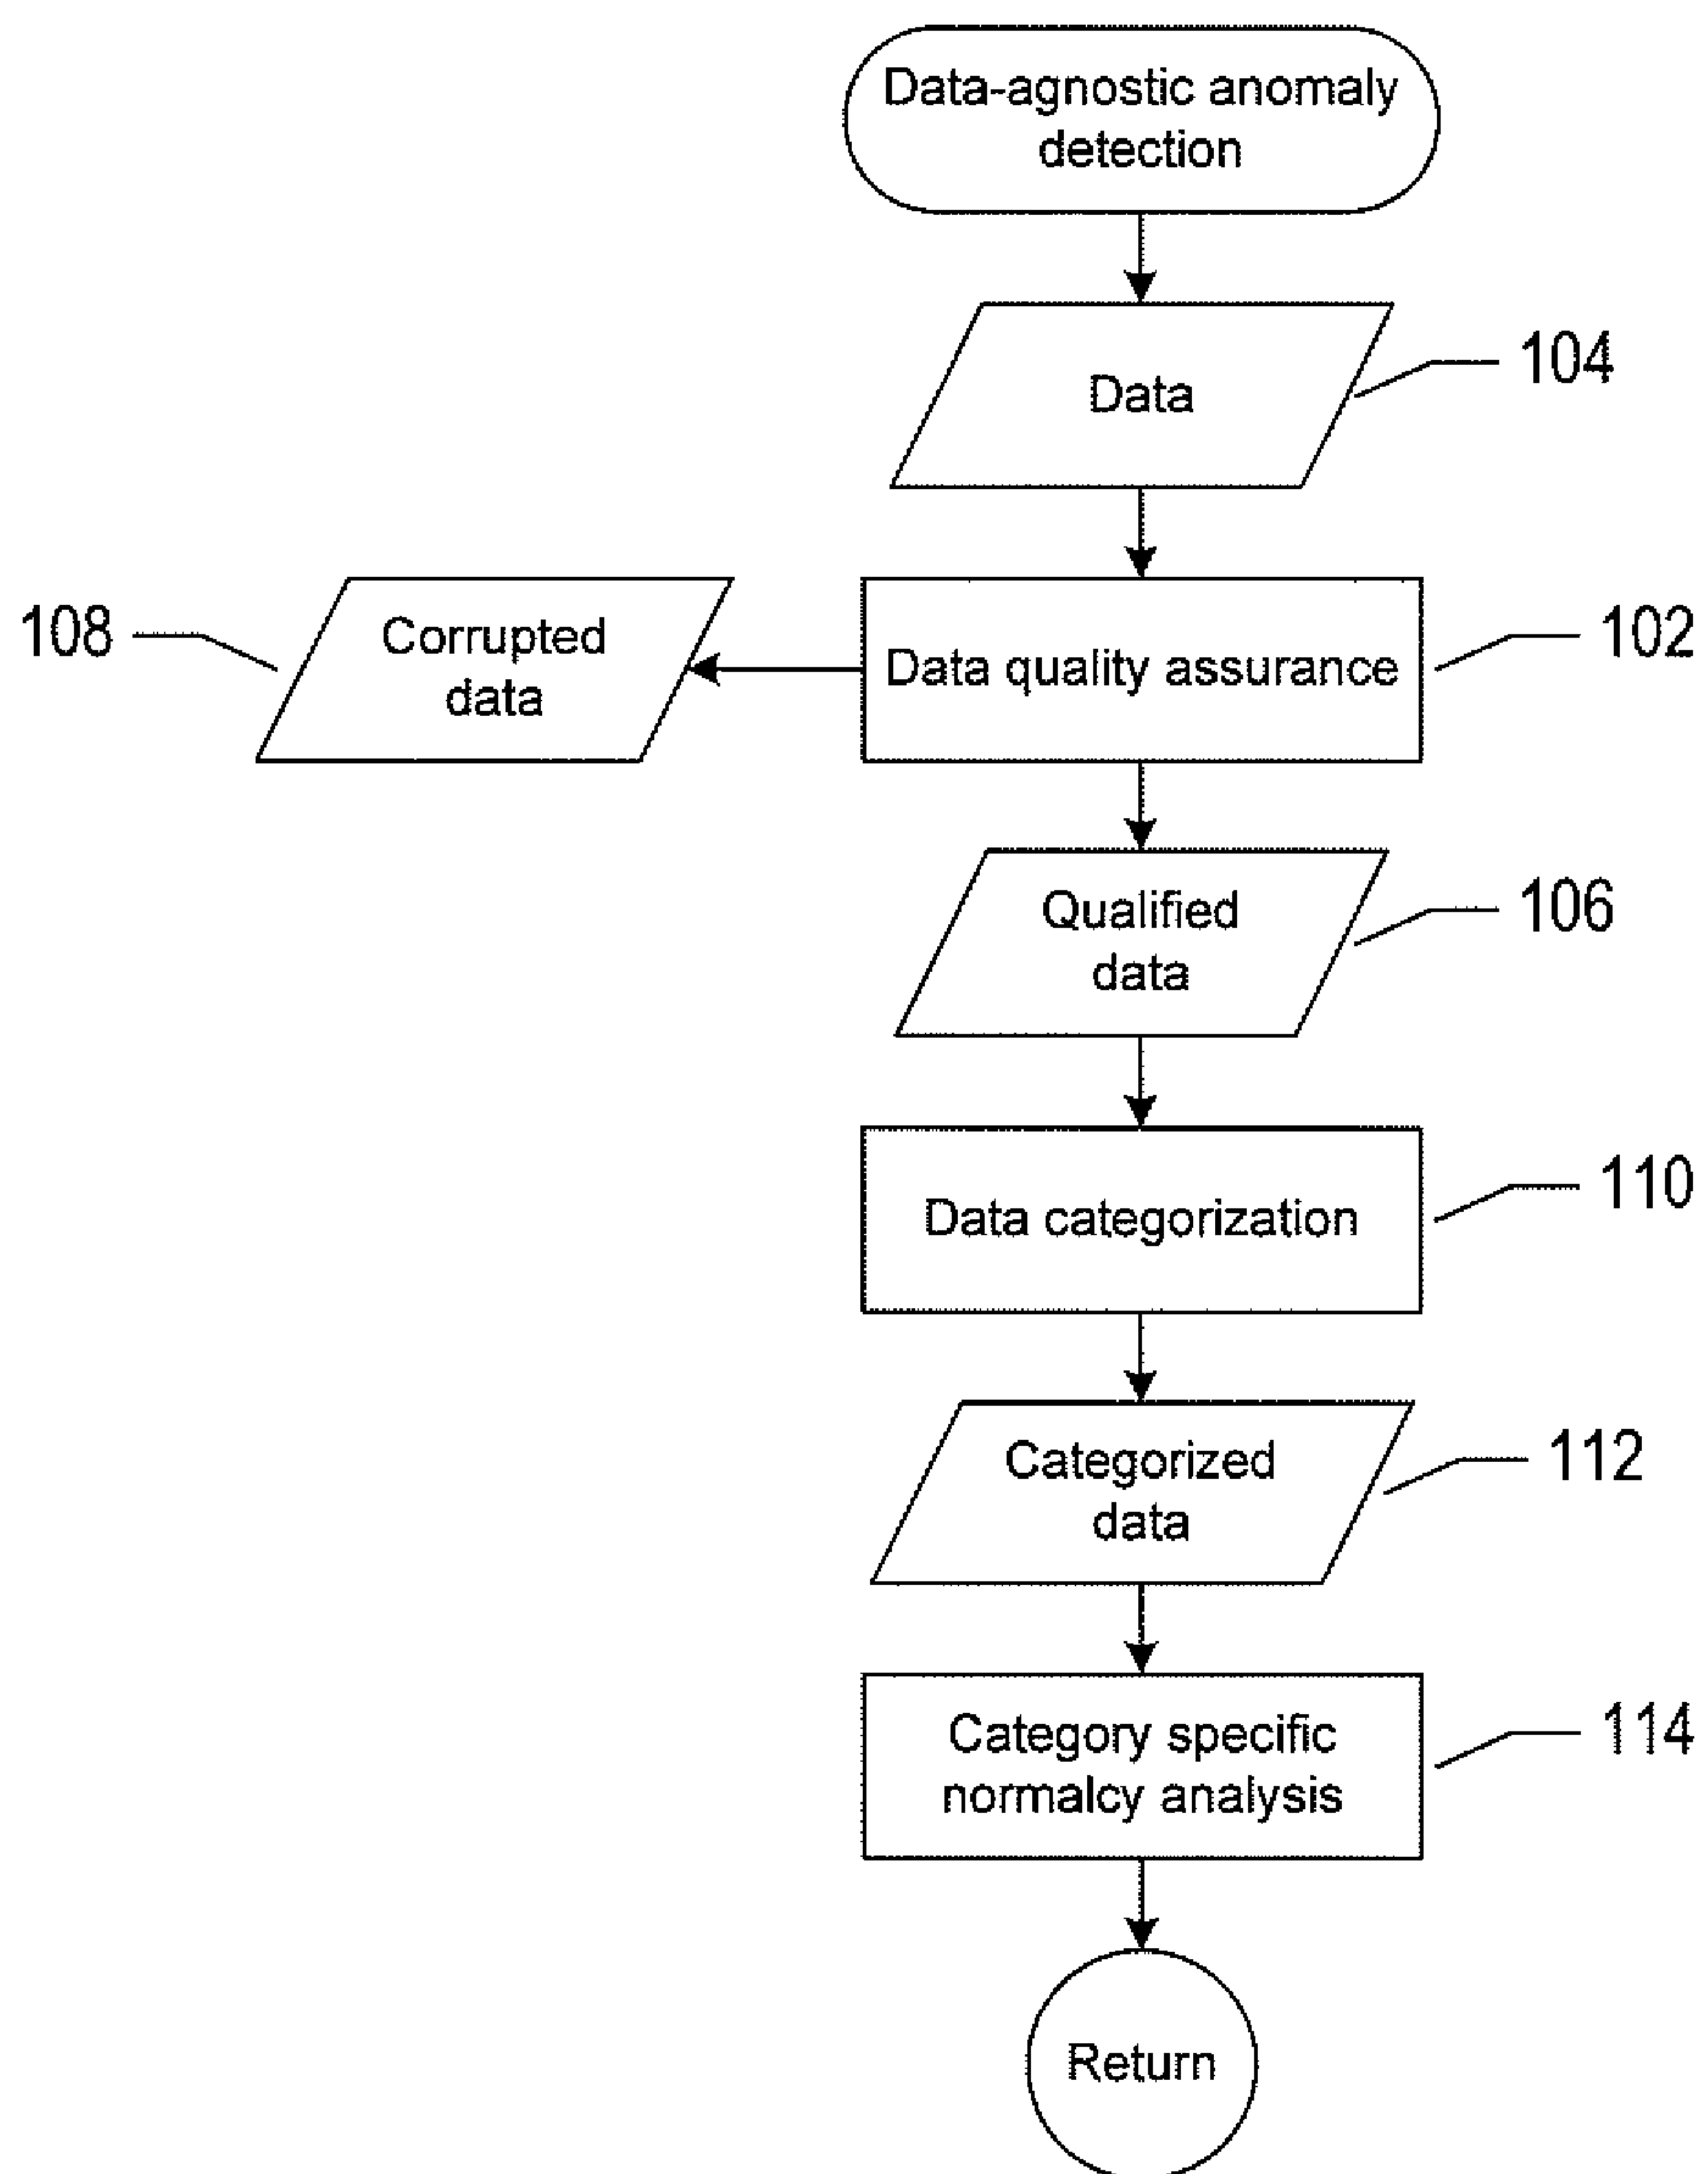 Data-agnostic anomaly
detection
Data
104
108
Corrupted
data
Data quality assurance
102
Qualified
data
106
Data categorization
110
Categorized
data
112
Category specific
normalcy analysis
114
Return